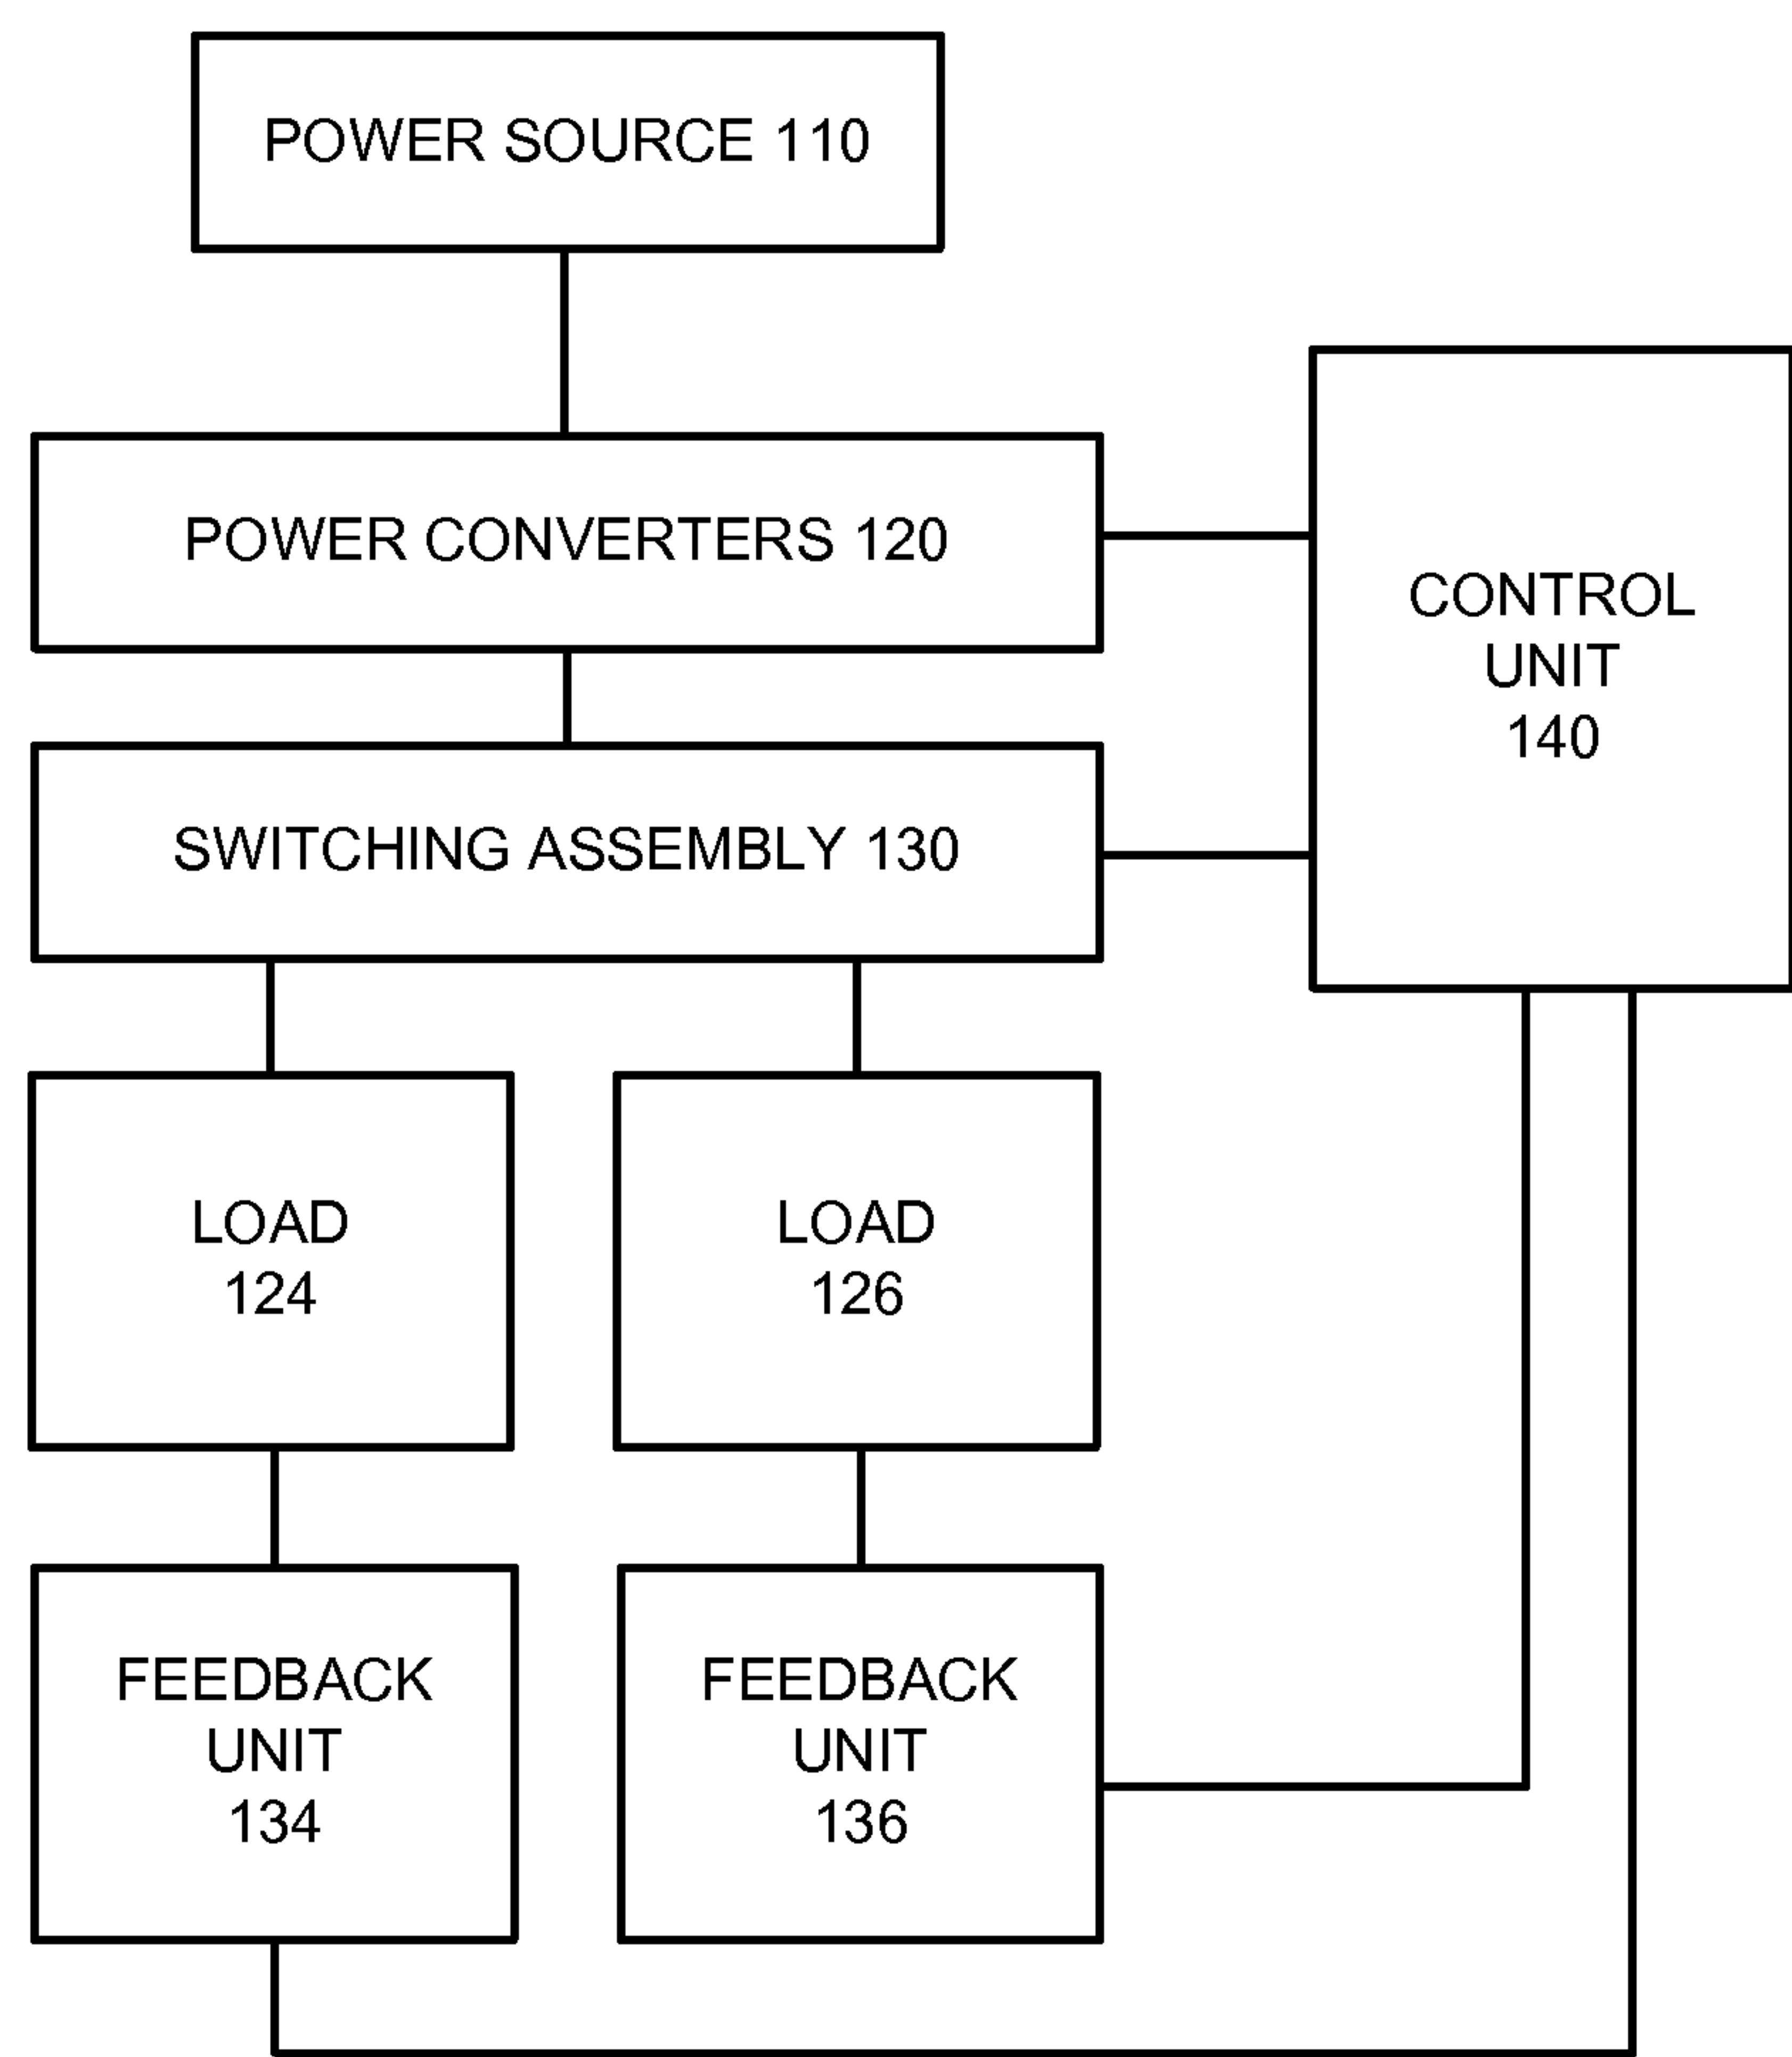 POWER SOURCE 110
POWER CONVERTERS 120
CONTROL
UNIT
140
SWITCHING ASSEMBLY 130
LOAD
124
LOAD
126
FEEDBACK
UNIT
134
FEEDBACK
UNIT
136